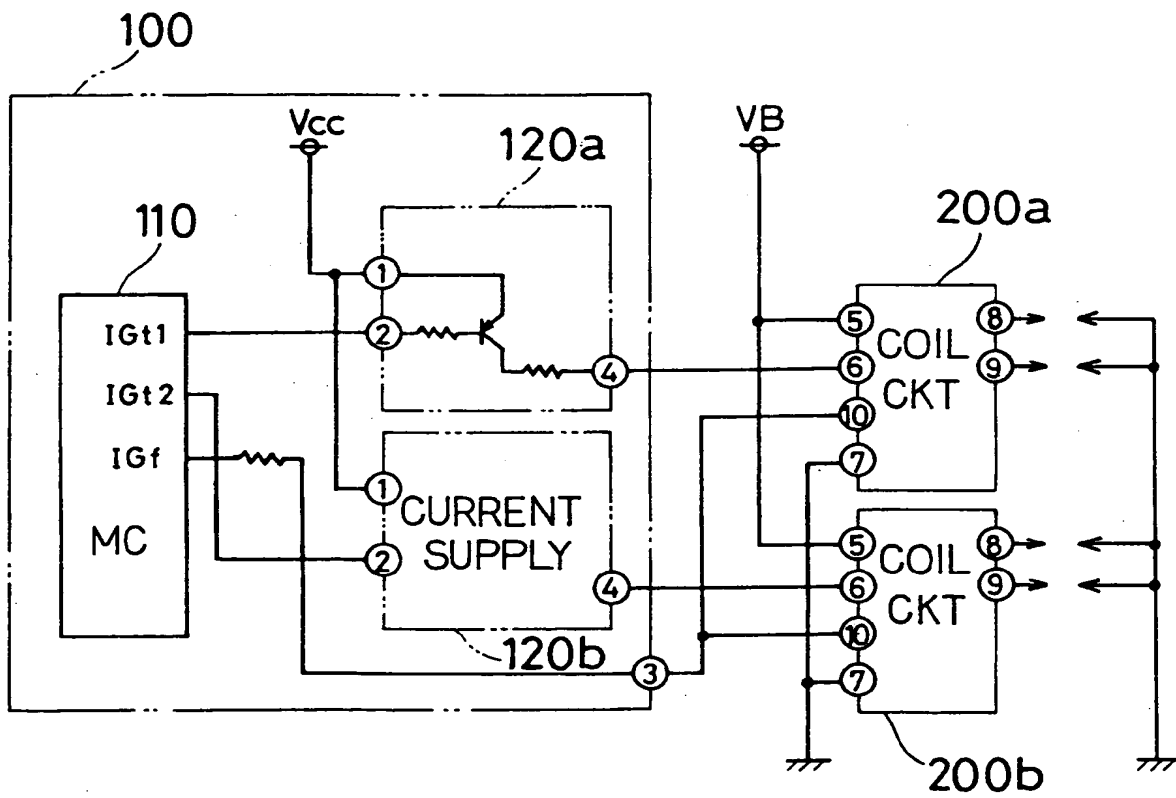 100
Vcc
VB
120a
200a
110
1
5
8
IGt1
2
COIL
IGt2
4
6
9
CKT
IGf
10
1
7
CURRENT
MC
SUPPLY
2
5
COIL
8
4
6
9
CKT
10
120b
3
7
200b